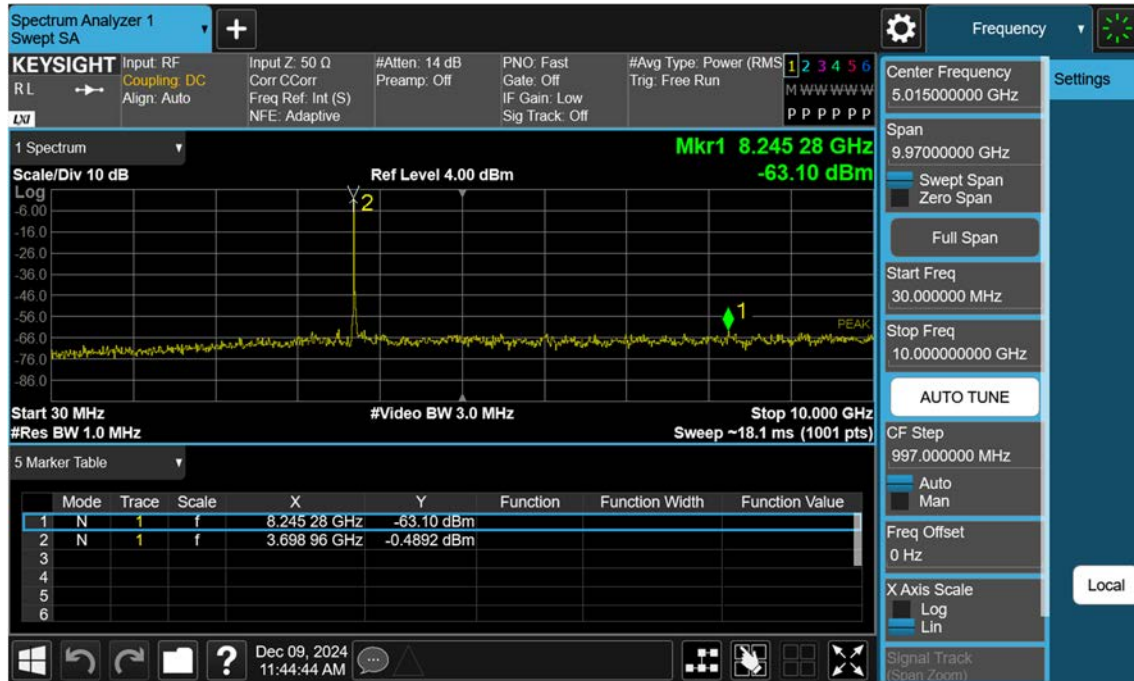 Spectrum Analyzer 1
Swept SA
Frequency
KEYSIGHT
RL
LXI
Input: RF
Coupling: DC
Align: Auto
Input Z: 50 Ω
Corr CCorr
Freq Ref: Int (S)
NFE: Adaptive
#Atten: 14 dB
Preamp: Off
PNO: Fast
Gate: Off
IF Gain: Low
Sig Track: Off
#Avg Type: Power (RMS
Trig: Free Run
1 2 3 4 5 6
M W W W W W
P P P P P P
1 Spectrum
Mkr1 8.245 28 GHz
-63.10 dBm
Scale/Div 10 dB
Ref Level 4.00 dBm
Log
-6.00
-16.0
-26.0
-36.0
-46.0
-56.0
-66.0
-76.0
-86.0
2
1
PEAK
Start 30 MHz
#Video BW 3.0 MHz
Stop 10.000 GHz
#Res BW 1.0 MHz
Sweep ~18.1 ms (1001 pts)
5 Marker Table
Mode Trace Scale X Y Function Function Width Function Value
1 N 1 f 8.245 28 GHz -63.10 dBm
2 N 1 f 3.698 96 GHz -0.4892 dBm
3
4
5
6
?
Dec 09, 2024
11:44:44 AM
Center Frequency
5.015000000 GHz
Settings
Span
9.97000000 GHz
Swept Span
Zero Span
Full Span
Start Freq
30.000000 MHz
Stop Freq
10.000000000 GHz
AUTO TUNE
CF Step
997.000000 MHz
Auto
Man
Freq Offset
0 Hz
X Axis Scale
Log
Lin
Local
Signal Track
(Span Zoom)